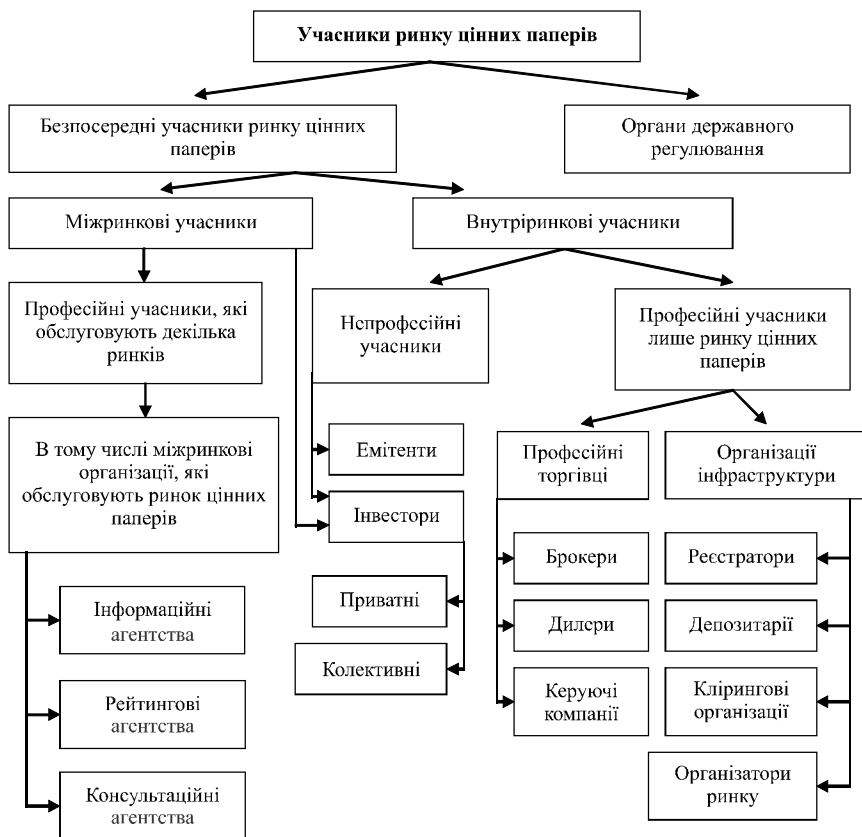 Учасники ринку цінних паперів
Безпосередні учасники ринку цінних
паперів
Органи державного
регулювання
Міжринкові учасники
Внутріринкові учасники
Професійні учасники, які
обслуговують декілька
ринків
Непрофесійні
учасники
Професійні учасники
лише ринку цінних
паперів
В тому числі міжринкові
організації, які
обслуговують ринок цінних
паперів
Емітенти
Інвестори
Приватні
Колективні
Професійні
торгівці
Організації
інфраструктури
Брокери
Дилери
Керуючі
компанії
Реєстратори
Депозитарії
Клірингові
організації
Організатори
ринку
Інформаційні
агентства
Рейтингові
агентства
Консультаційні
агентства